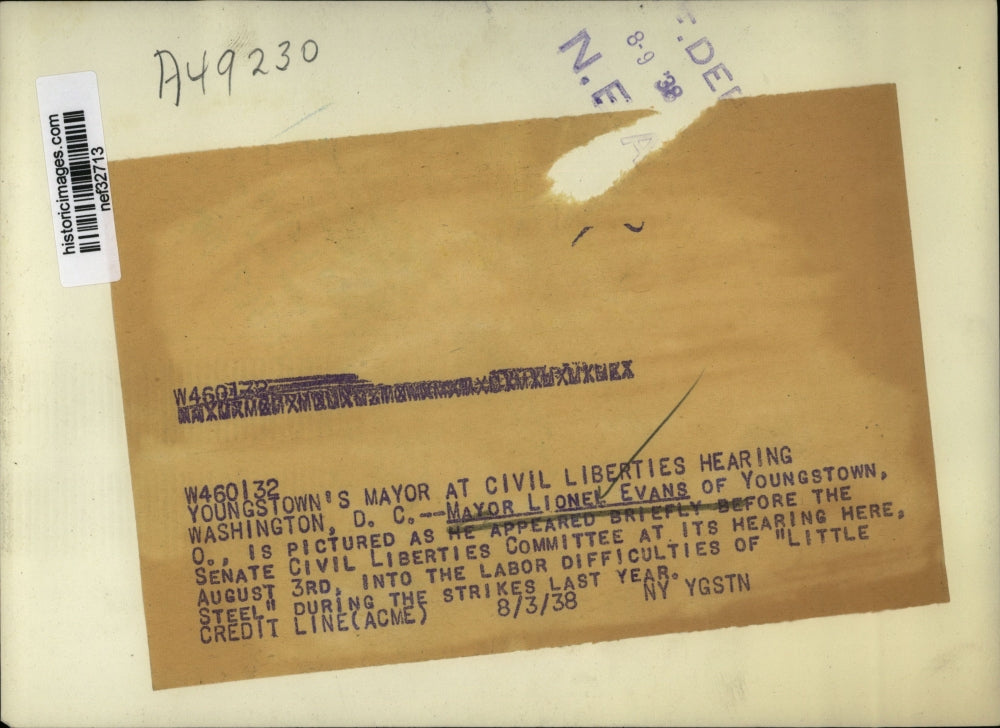 A49230
8-9 '38
N.E A
historicimages.com
nef32713
W460132
W460132
YOUNGSTOWN'S MAYOR AT CIVIL LIBERTIES HEARING
WASHINGTON, D. C.--MAYOR LIONEL EVANS OF YOUNGSTOWN,
O., IS PICTURED AS HE APPEARED BRIEFLY BEFORE THE
SENATE CIVIL LIBERTIES COMMITTEE AT ITS HEARING HERE,
AUGUST 3RD, INTO THE LABOR DIFFICULTIES OF "LITTLE
STEEL" DURING THE STRIKES LAST YEAR.
CREDIT LINE(ACME) 8/3/38 NY YGSTN